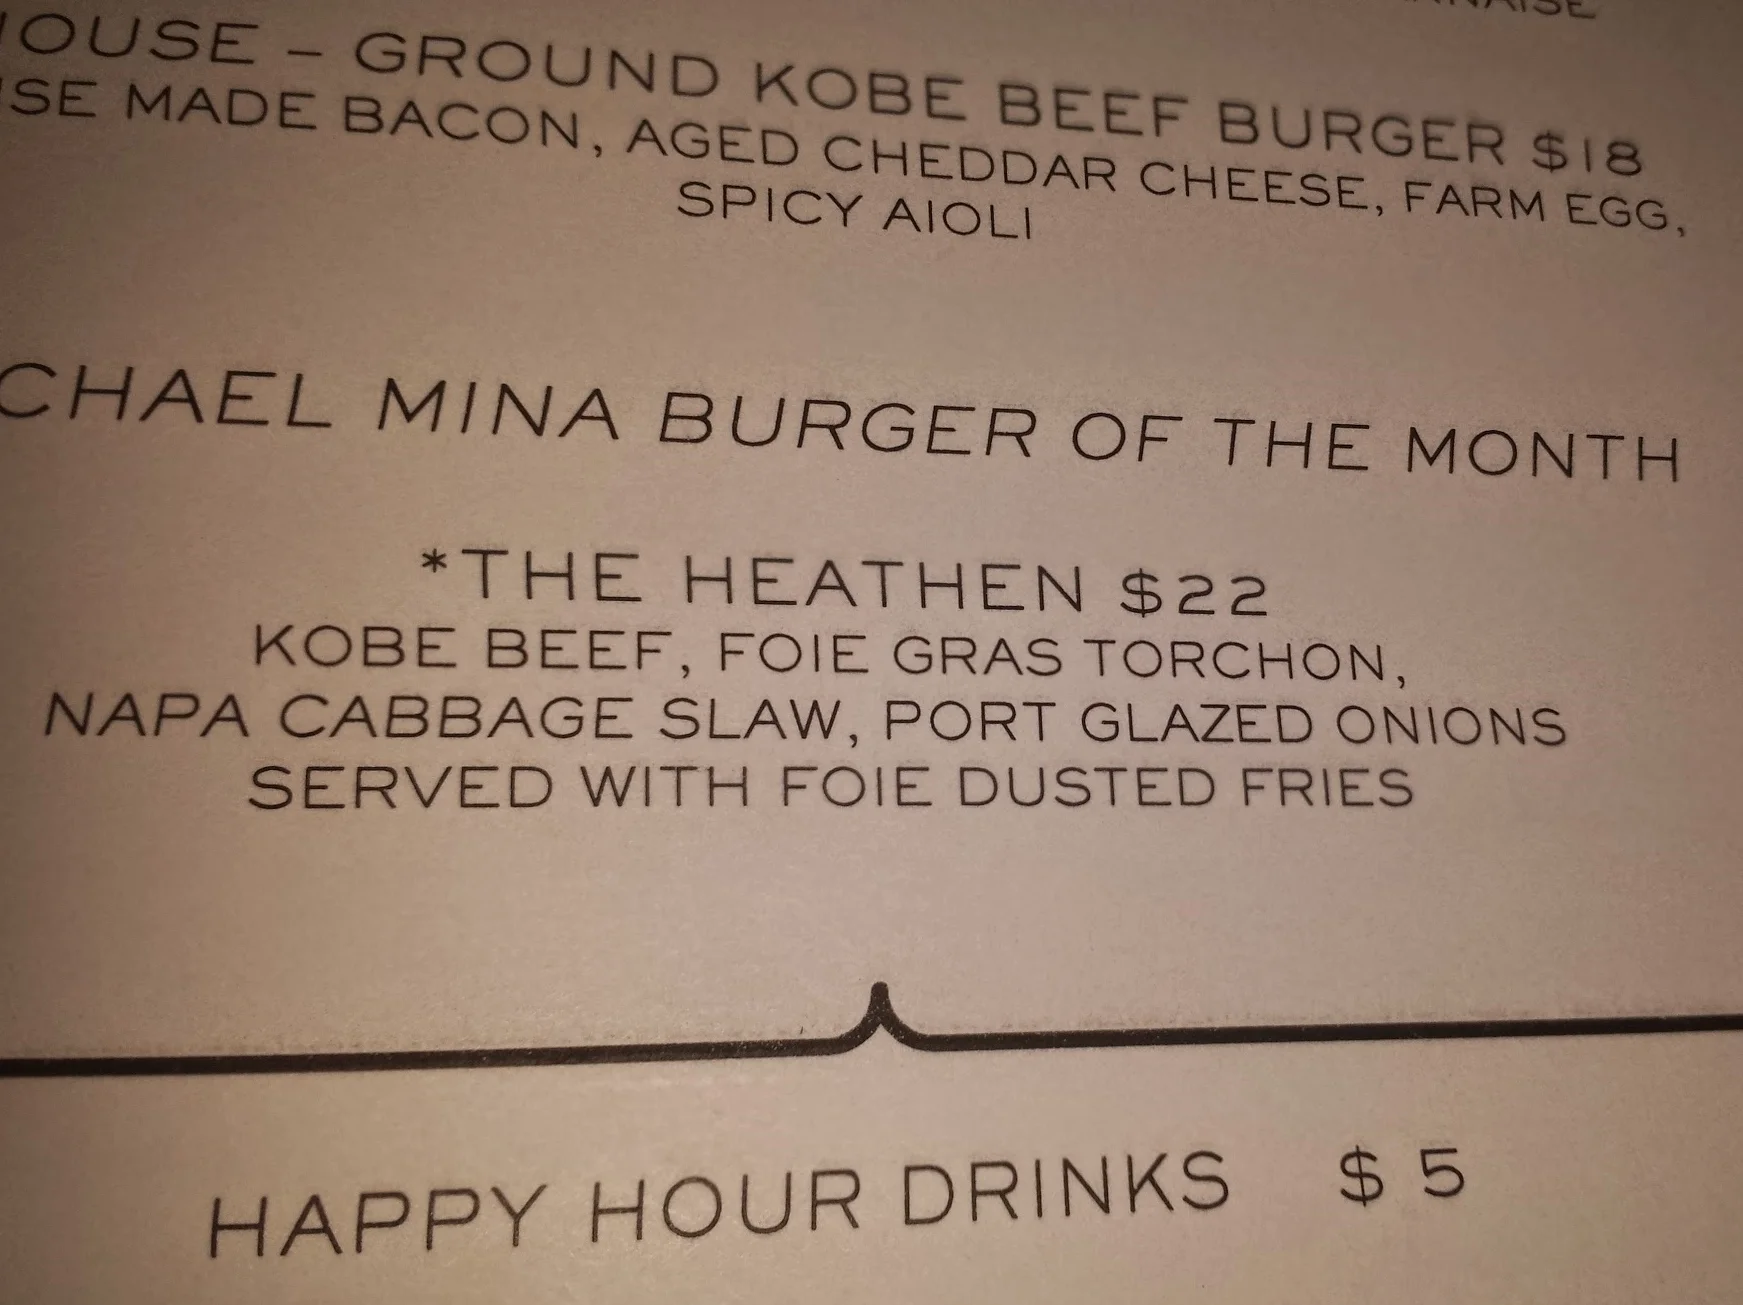 OUSE – GROUND KOBE BEEF BURGER $18
SE MADE BACON, AGED CHEDDAR CHEESE, FARM EGG,
SPICY AIOLI
CHAEL MINA BURGER OF THE MONTH
*THE HEATHEN $22
KOBE BEEF, FOIE GRAS TORCHON,
NAPA CABBAGE SLAW, PORT GLAZED ONIONS
SERVED WITH FOIE DUSTED FRIES
HAPPY HOUR DRINKS $5